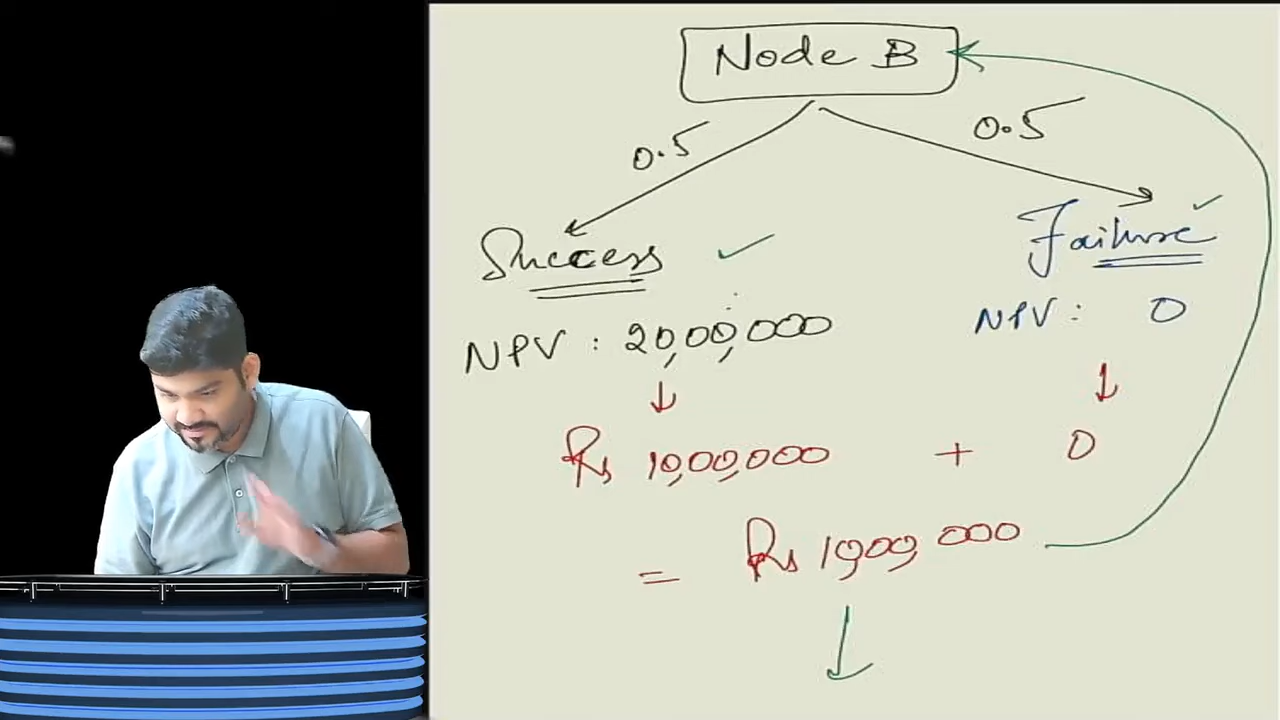 Node B
0.5 0.5
Success Failure
NPV : 20,00,000 NPV : 0
Rs 10,00,000 + 0
= Rs 10,00,000